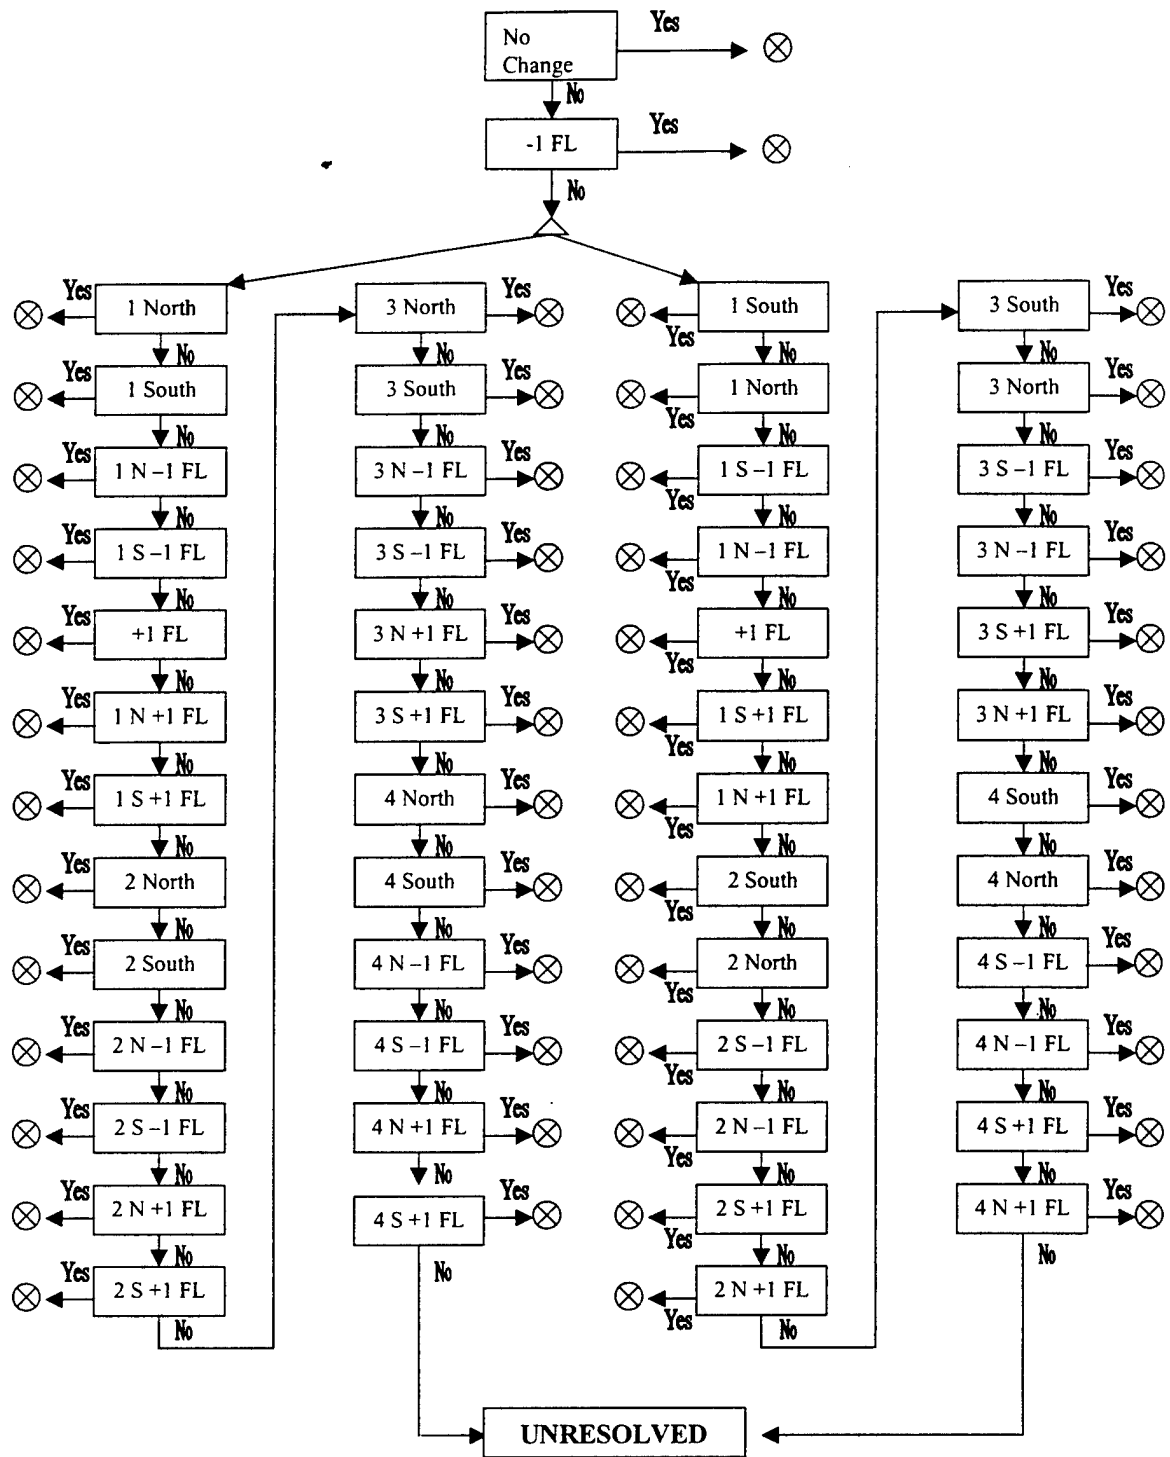 No
Change
Yes
No
-1 FL
Yes
No
1 North
Yes
No
1 South
Yes
No
1 N –1 FL
Yes
No
1 S –1 FL
Yes
No
+1 FL
Yes
No
1 N +1 FL
Yes
No
1 S +1 FL
Yes
No
2 North
Yes
No
2 South
Yes
No
2 N –1 FL
Yes
No
2 S –1 FL
Yes
No
2 N +1 FL
Yes
No
2 S +1 FL
Yes
No
3 North
Yes
No
3 South
Yes
No
3 N –1 FL
Yes
No
3 S –1 FL
Yes
No
3 N +1 FL
Yes
No
3 S +1 FL
Yes
No
4 North
Yes
No
4 South
Yes
No
4 N –1 FL
Yes
No
4 S –1 FL
Yes
No
4 N +1 FL
Yes
No
4 S +1 FL
Yes
No
1 South
Yes
No
1 North
Yes
No
1 S –1 FL
Yes
No
1 N –1 FL
Yes
No
+1 FL
Yes
No
1 S +1 FL
Yes
No
1 N +1 FL
Yes
No
2 South
Yes
No
2 North
Yes
No
2 S –1 FL
Yes
No
2 N –1 FL
Yes
No
2 S +1 FL
Yes
No
2 N +1 FL
Yes
No
3 South
Yes
No
3 North
Yes
No
3 S –1 FL
Yes
No
3 N –1 FL
Yes
No
3 S +1 FL
Yes
No
3 N +1 FL
Yes
No
4 South
Yes
No
4 North
Yes
No
4 S –1 FL
Yes
No
4 N –1 FL
Yes
No
4 S +1 FL
Yes
No
4 N +1 FL
Yes
No
UNRESOLVED